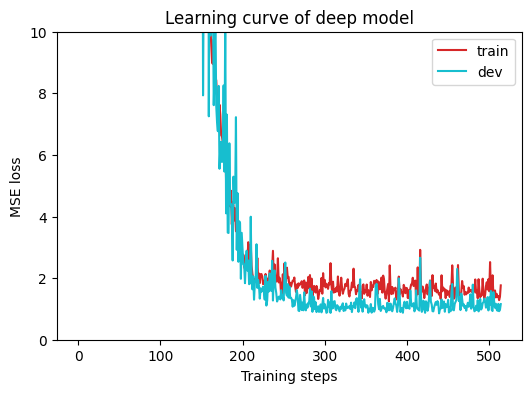 Learning curve of deep model
MSE loss
10
8
6
4
2
0
train
dev
0 100 200 300 400 500
Training steps